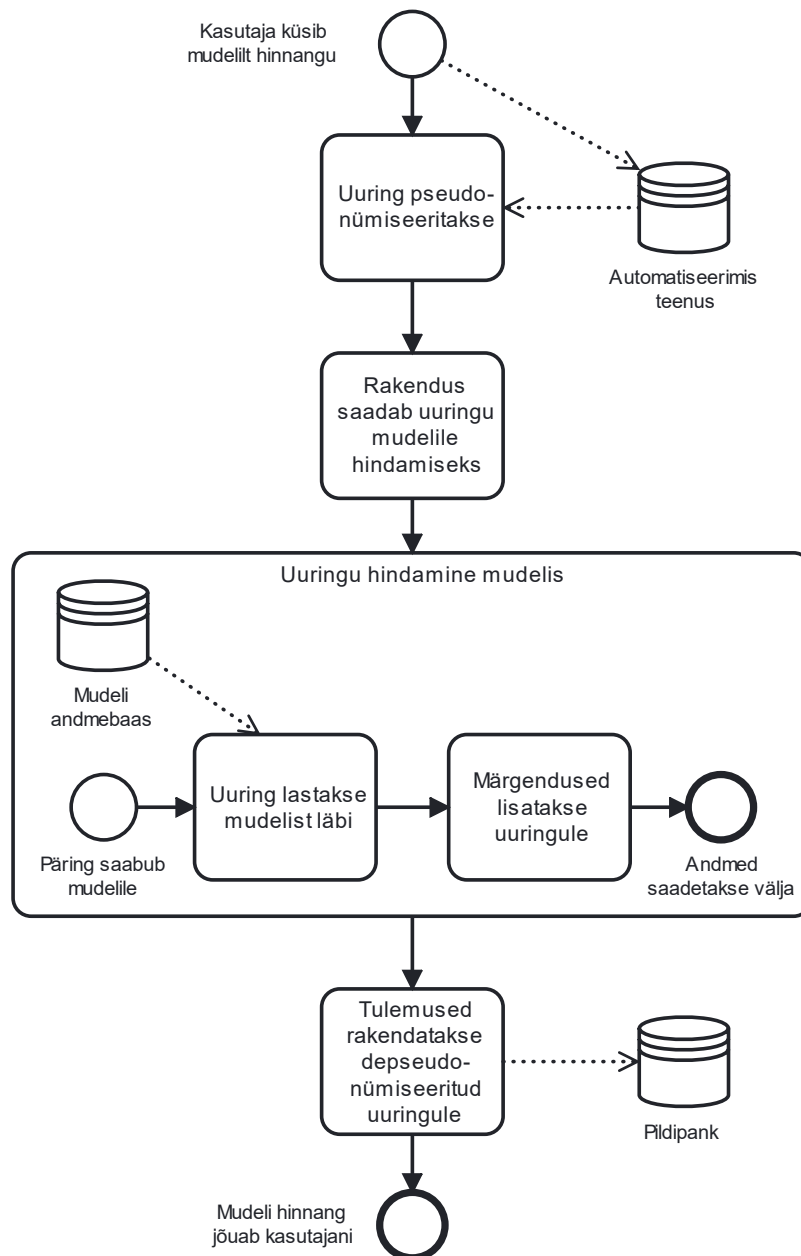 Kasutaja küsib
mudelilt hinnangu
Uuring pseudo-
nümiseeritakse
Automatiseerimis
teenus
Rakendus
saadab uuringu
mudelile
hindamiseks
Uuringu hindamine mudelis
Mudeli
andmebaas
Uuring lastakse
mudelist läbi
Märgendused
lisatakse
uuringule
Päring saabub
mudelile
Andmed
saadetakse välja
Tulemused
rakendatakse
depseudo-
nümiseeritud
uuringule
Pildipank
Mudeli hinnang
jõuab kasutajani